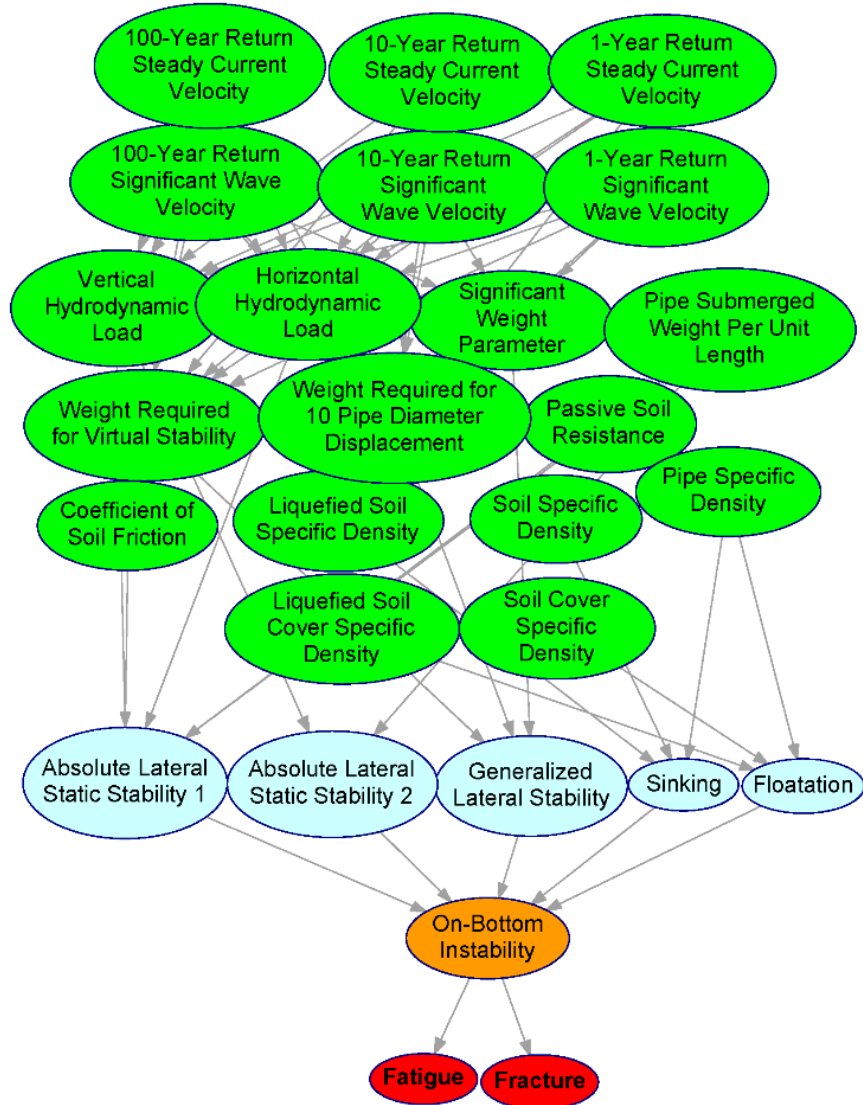 100-Year Return
Steady Current
Velocity
10-Year Return
Steady Current
Velocity
1-Year Return
Steady Current
Velocity
100-Year Return
Significant Wave
Velocity
10-Year Return
Significant
Wave Velocity
1-Year Return
Significant
Wave Velocity
Vertical
Hydrodynamic
Load
Horizontal
Hydrodynamic
Load
Significant
Weight
Parameter
Pipe Submerged
Weight Per Unit
Length
Weight Required
for Virtual Stability
Weight Required for
10 Pipe Diameter
Displacement
Passive Soil
Resistance
Coefficient of
Soil Friction
Liquefied Soil
Specific Density
Soil Specific
Density
Pipe Specific
Density
Liquefied Soil
Cover Specific
Density
Soil Cover
Specific
Density
Absolute Lateral
Static Stability 1
Absolute Lateral
Static Stability 2
Generalized
Lateral Stability
Sinking
Floatation
On-Bottom
Instability
Fatigue
Fracture